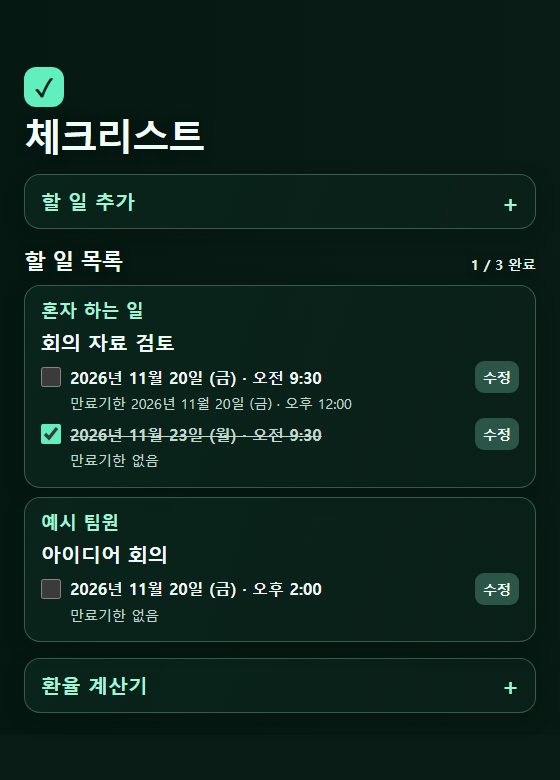 체크리스트
할 일 추가 +
할 일 목록 1 / 3 완료
혼자 하는 일
회의 자료 검토
2026년 11월 20일 (금) · 오전 9:30 수정
만료기한 2026년 11월 20일 (금) · 오후 12:00
2026년 11월 23일 (월) · 오전 9:30 수정
만료기한 없음
예시 팀원
아이디어 회의
2026년 11월 20일 (금) · 오후 2:00 수정
만료기한 없음
환율 계산기 +